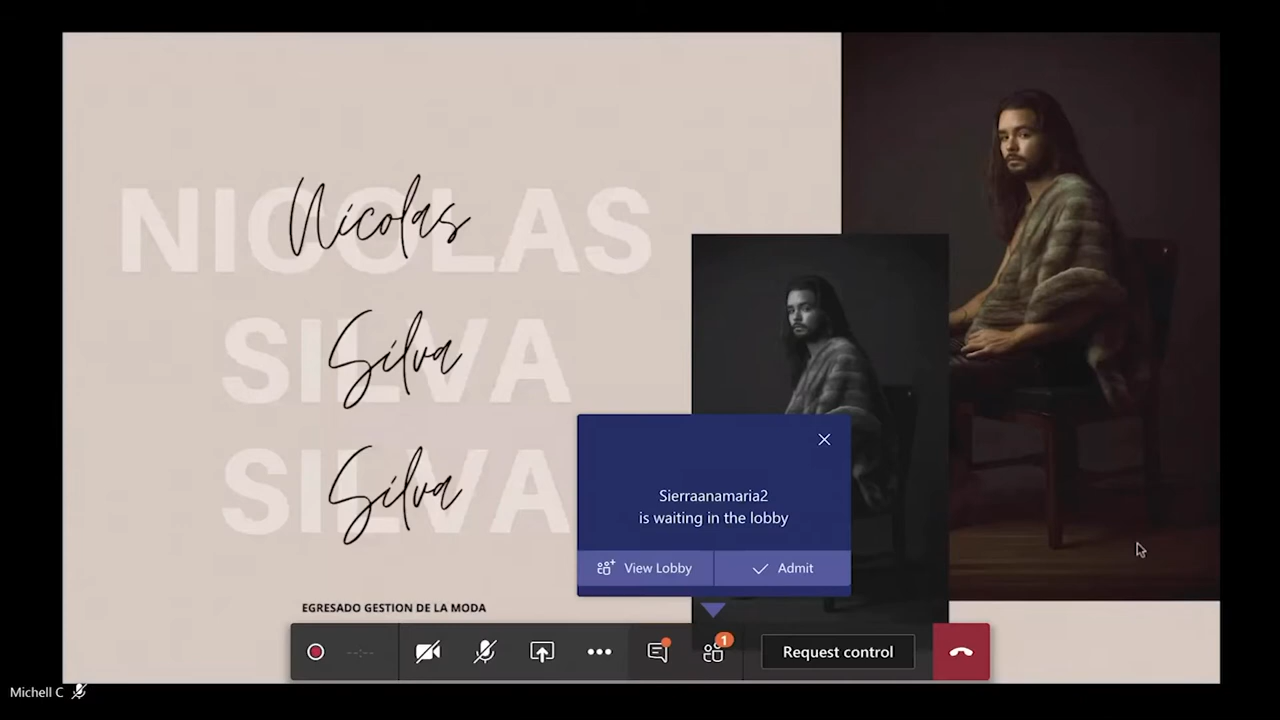 NICOLAS
Nicolas
SILVA
Silva
SILVA
Silva
EGRESADO GESTION DE LA MODA
Sierraanamaria2
is waiting in the lobby
View Lobby
Admit
1
Request control
Michell C